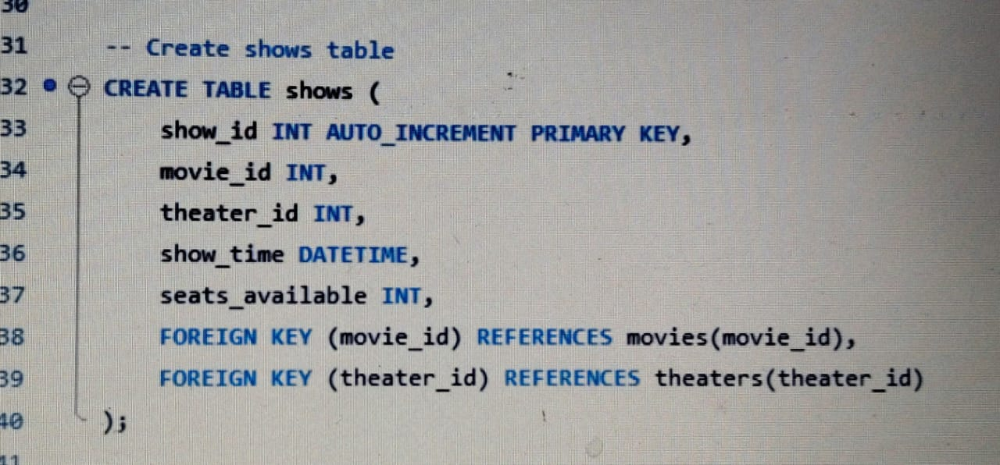 30
31 -- Create shows table
32 CREATE TABLE shows (
33 show_id INT AUTO_INCREMENT PRIMARY KEY,
34 movie_id INT,
35 theater_id INT,
36 show_time DATETIME,
37 seats_available INT,
38 FOREIGN KEY (movie_id) REFERENCES movies(movie_id),
39 FOREIGN KEY (theater_id) REFERENCES theaters(theater_id)
40 );
41